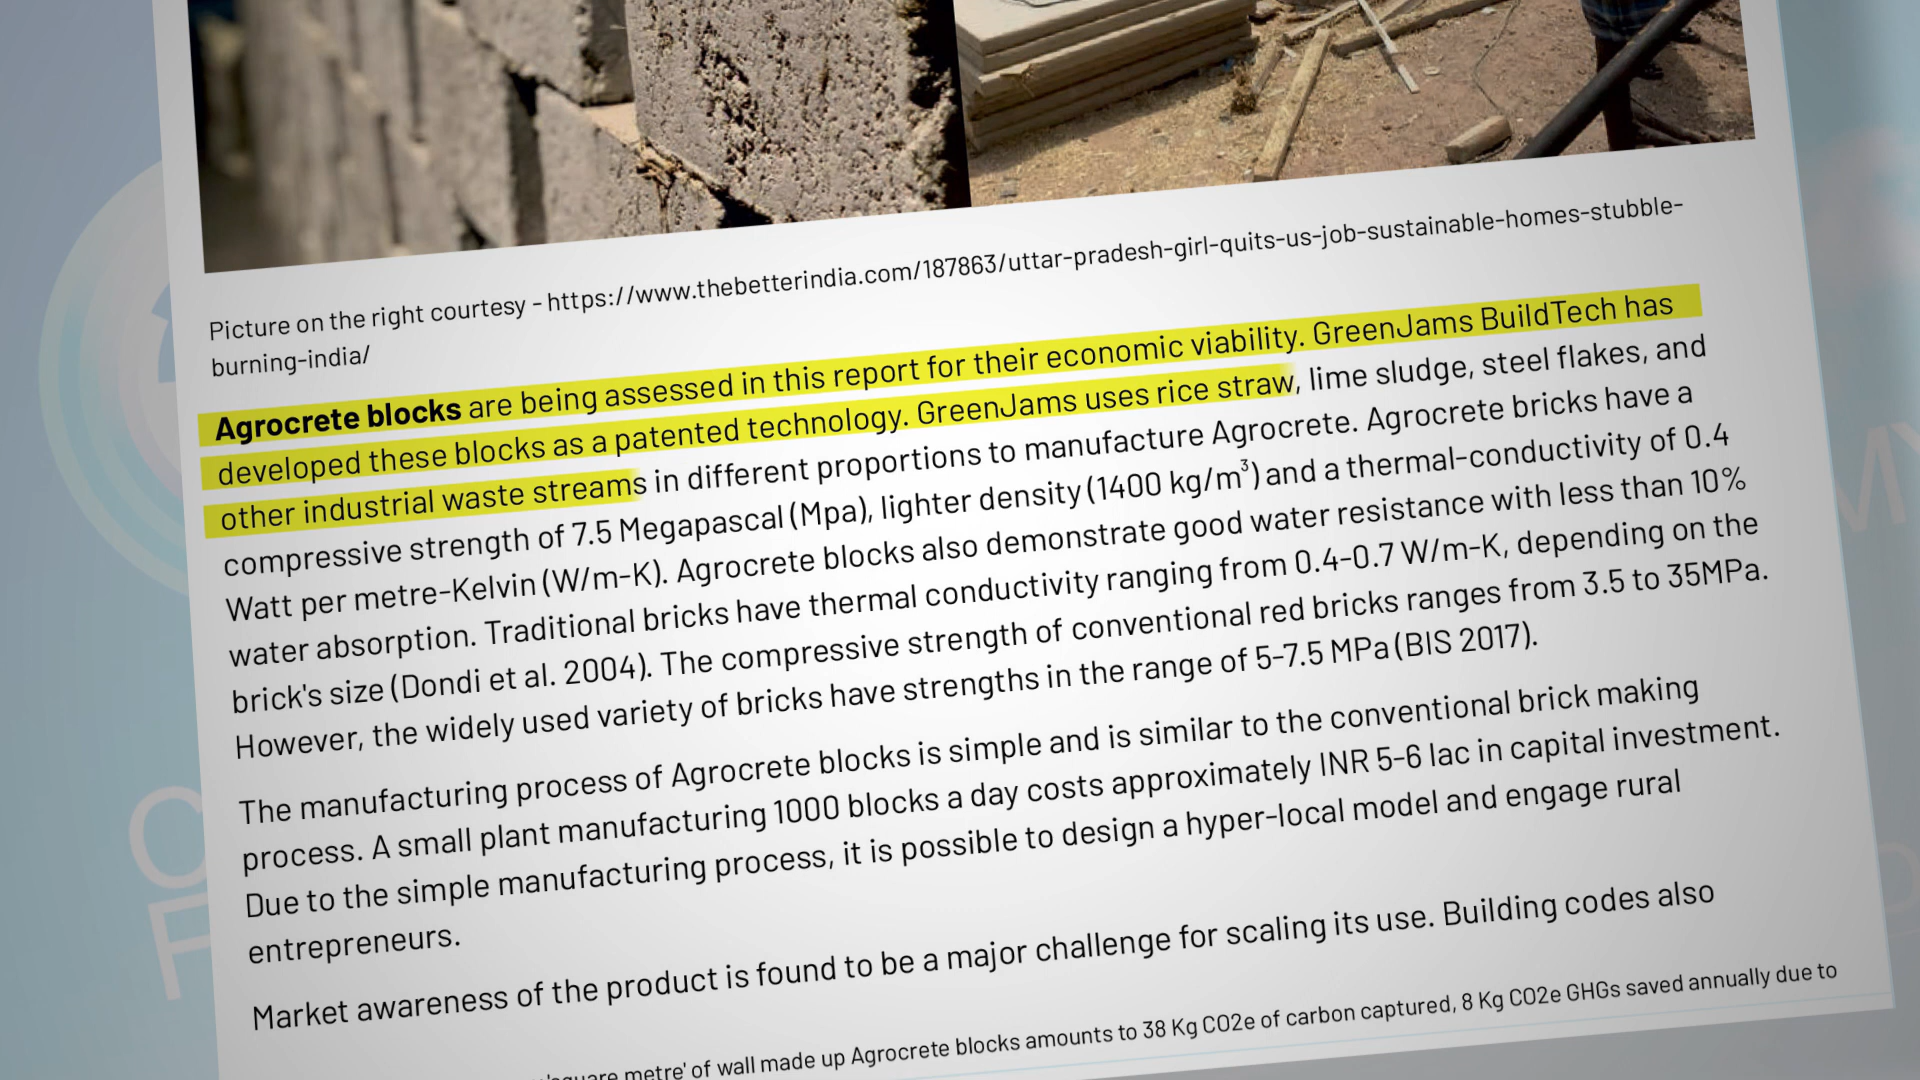 Picture on the right courtesy - https://www.thebetterindia.com/187863/uttar-pradesh-girl-quits-us-job-sustainable-homes-stubble-
burning-india/
Agrocrete blocks are being assessed in this report for their economic viability. GreenJams BuildTech has
developed these blocks as a patented technology. GreenJams uses rice straw, lime sludge, steel flakes, and
other industrial waste streams in different proportions to manufacture Agrocrete. Agrocrete bricks have a
compressive strength of 7.5 Megapascal (Mpa), lighter density (1400 kg/m³) and a thermal-conductivity of 0.4
Watt per metre-Kelvin (W/m-K). Agrocrete blocks also demonstrate good water resistance with less than 10%
water absorption. Traditional bricks have thermal conductivity ranging from 0.4-0.7 W/m-K, depending on the
brick's size (Dondi et al. 2004). The compressive strength of conventional red bricks ranges from 3.5 to 35MPa.
However, the widely used variety of bricks have strengths in the range of 5-7.5 MPa (BIS 2017).
The manufacturing process of Agrocrete blocks is simple and is similar to the conventional brick making
process. A small plant manufacturing 1000 blocks a day costs approximately INR 5-6 lac in capital investment.
Due to the simple manufacturing process, it is possible to design a hyper-local model and engage rural
entrepreneurs.
Market awareness of the product is found to be a major challenge for scaling its use. Building codes also
metre' of wall made up Agrocrete blocks amounts to 38 Kg CO2e of carbon captured, 8 Kg CO2e GHGs saved annually due to